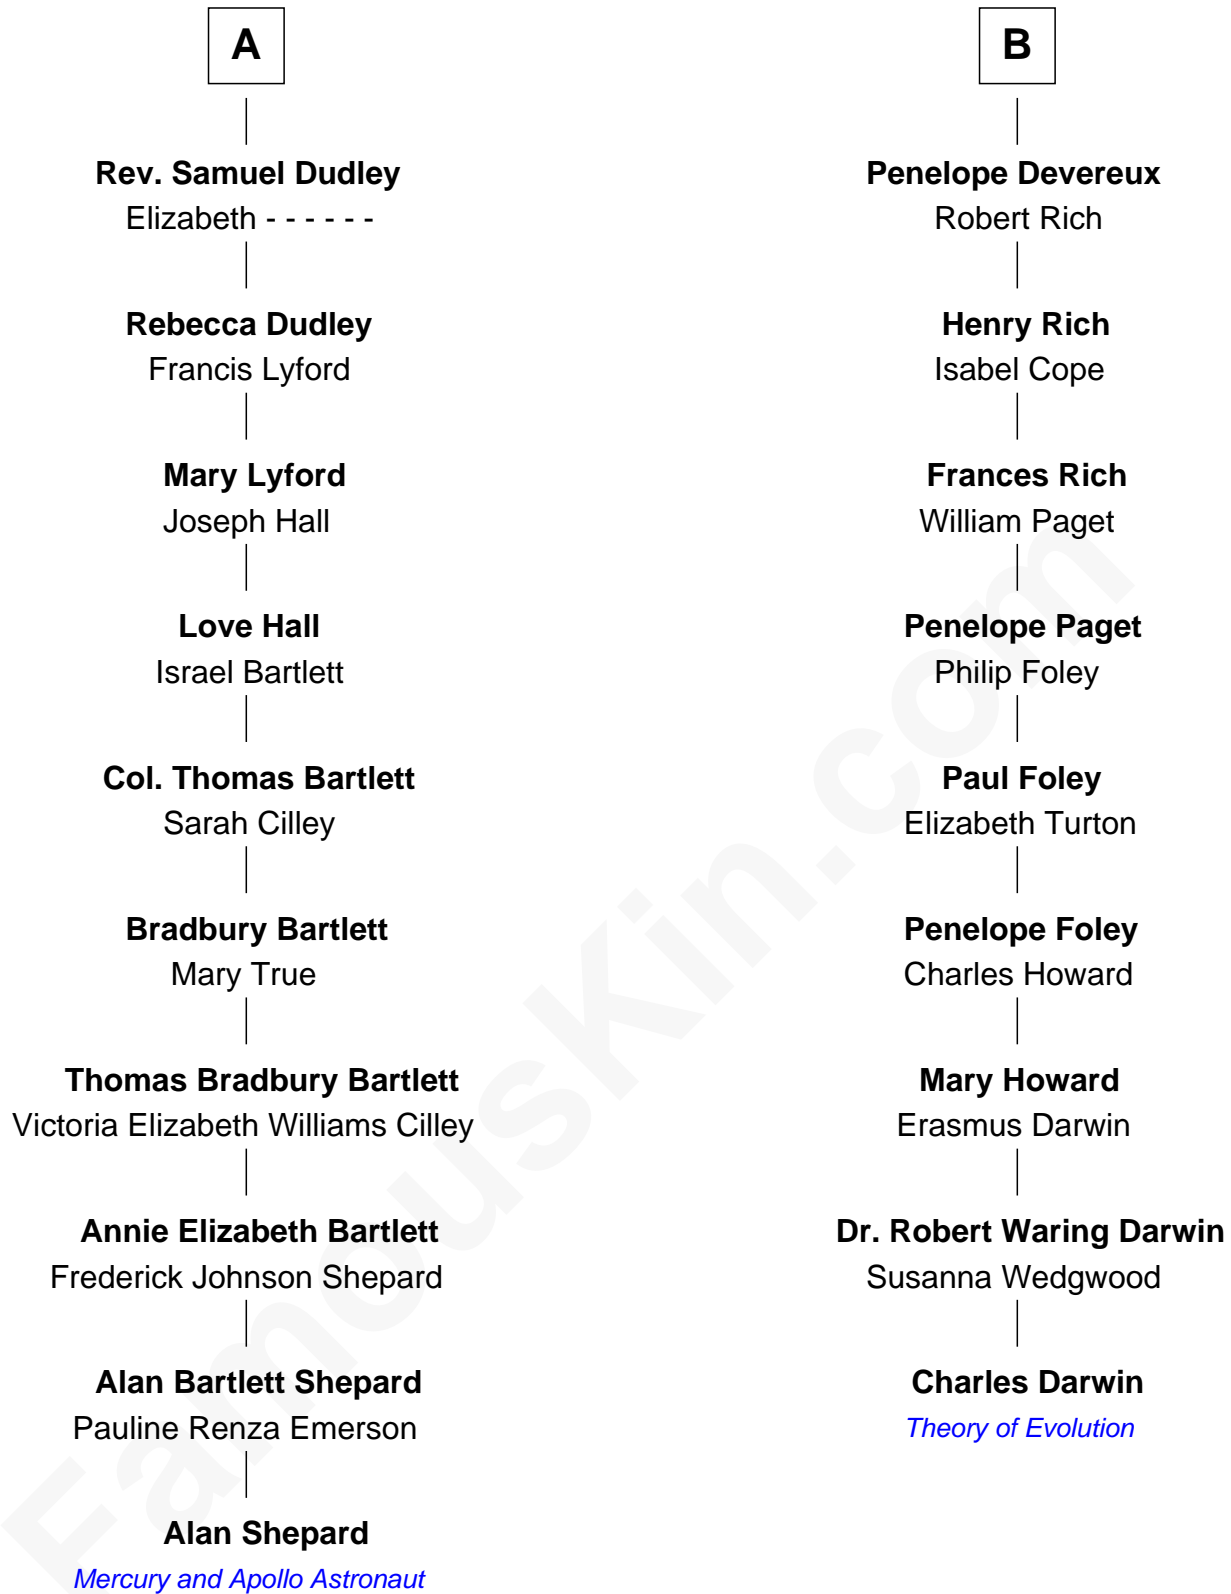 A
Rev. Samuel Dudley
Elizabeth - - - - - -
Rebecca Dudley
Francis Lyford
Mary Lyford
Joseph Hall
Love Hall
Israel Bartlett
Col. Thomas Bartlett
Sarah Cilley
Bradbury Bartlett
Mary True
Thomas Bradbury Bartlett
Victoria Elizabeth Williams Cilley
Annie Elizabeth Bartlett
Frederick Johnson Shepard
Alan Bartlett Shepard
Pauline Renza Emerson
Alan Shepard
Mercury and Apollo Astronaut
B
Penelope Devereux
Robert Rich
Henry Rich
Isabel Cope
Frances Rich
William Paget
Penelope Paget
Philip Foley
Paul Foley
Elizabeth Turton
Penelope Foley
Charles Howard
Mary Howard
Erasmus Darwin
Dr. Robert Waring Darwin
Susanna Wedgwood
Charles Darwin
Theory of Evolution
FamousKin.com